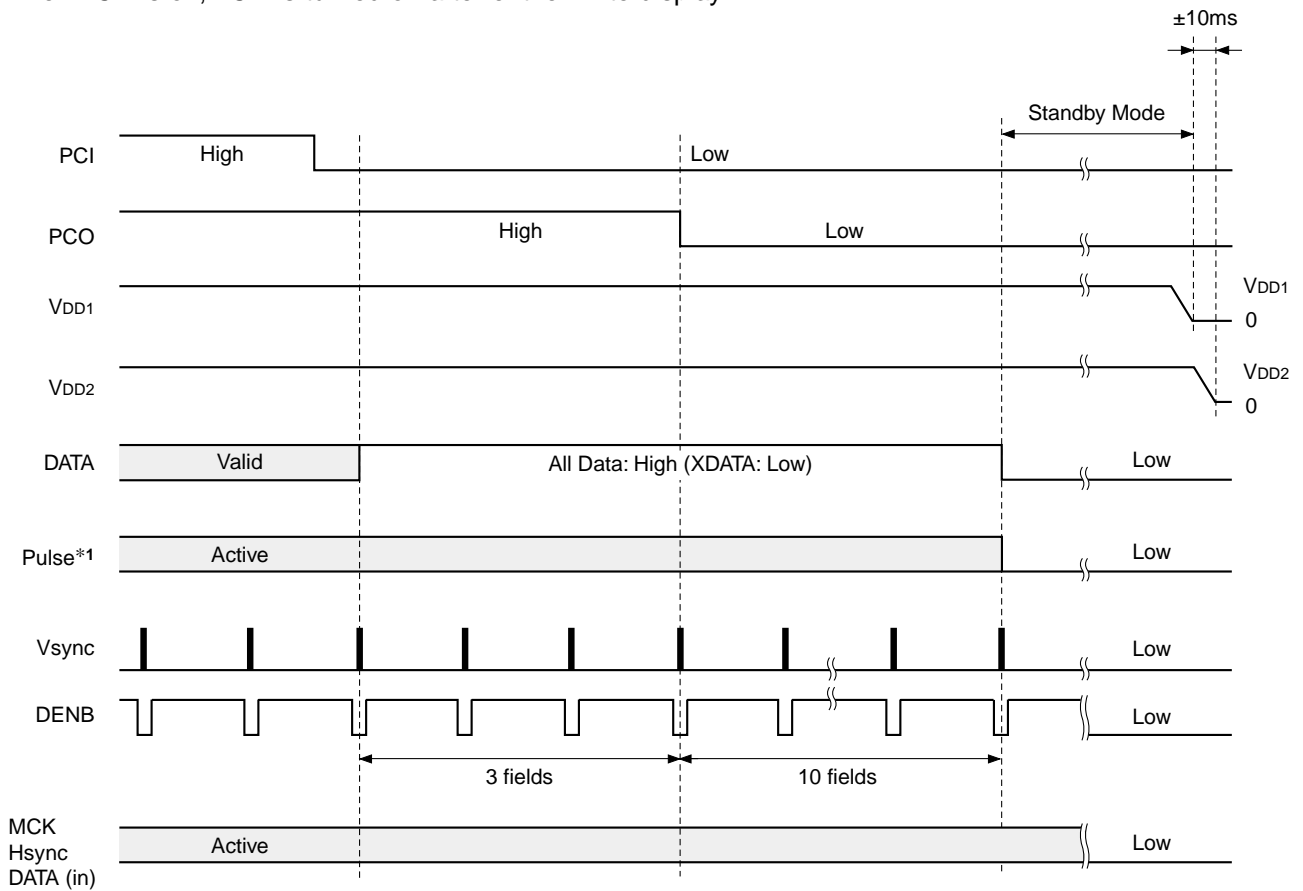 ±10ms
Standby Mode
PCI High Low
PCO High Low
VDD1 VDD1
0
VDD2 VDD2
0
DATA Valid All Data: High (XDATA: Low) Low
Pulse*1 Active Low
Vsync Low
DENB Low
3 fields 10 fields
MCK
Hsync Active Low
DATA (in)